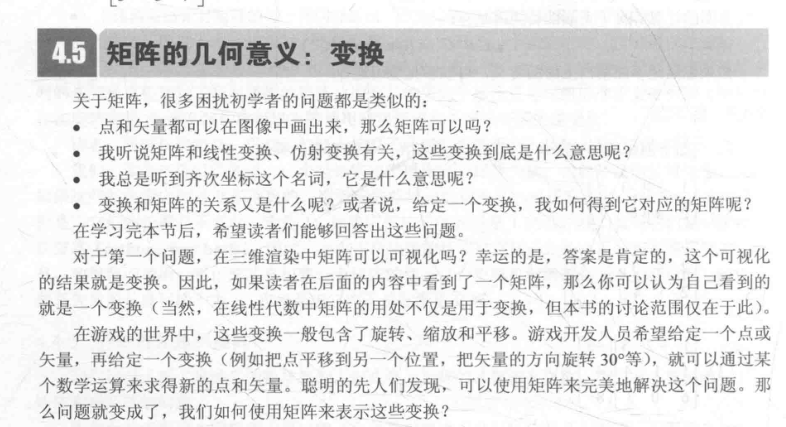 4.5 矩阵的几何意义：变换
关于矩阵，很多困扰初学者的问题都是类似的：
• 点和矢量都可以在图像中画出来，那么矩阵可以吗？
• 我听说矩阵和线性变换、仿射变换有关，这些变换到底是什么意思呢？
• 我总是听到齐次坐标这个名词，它是什么意思呢？
• 变换和矩阵的关系又是什么呢？或者说，给定一个变换，我如何得到它对应的矩阵呢？
在学习完本节后，希望读者们能够回答出这些问题。
对于第一个问题，在三维渲染中矩阵可以可视化吗？幸运的是，答案是肯定的，这个可视化
的结果就是变换。因此，如果读者在后面的内容中看到了一个矩阵，那么你可以认为自己看到的
就是一个变换（当然，在线性代数中矩阵的用处不仅是用于变换，但本书的讨论范围仅在于此）。
在游戏的世界中，这些变换一般包含了旋转、缩放和平移。游戏开发人员希望给定一个点或
矢量，再给定一个变换（例如把点平移到另一个位置，把矢量的方向旋转 30°等），就可以通过某
个数学运算来求得新的点和矢量。聪明的先人们发现，可以使用矩阵来完美地解决这个问题。那
么问题就变成了，我们如何使用矩阵来表示这些变换？